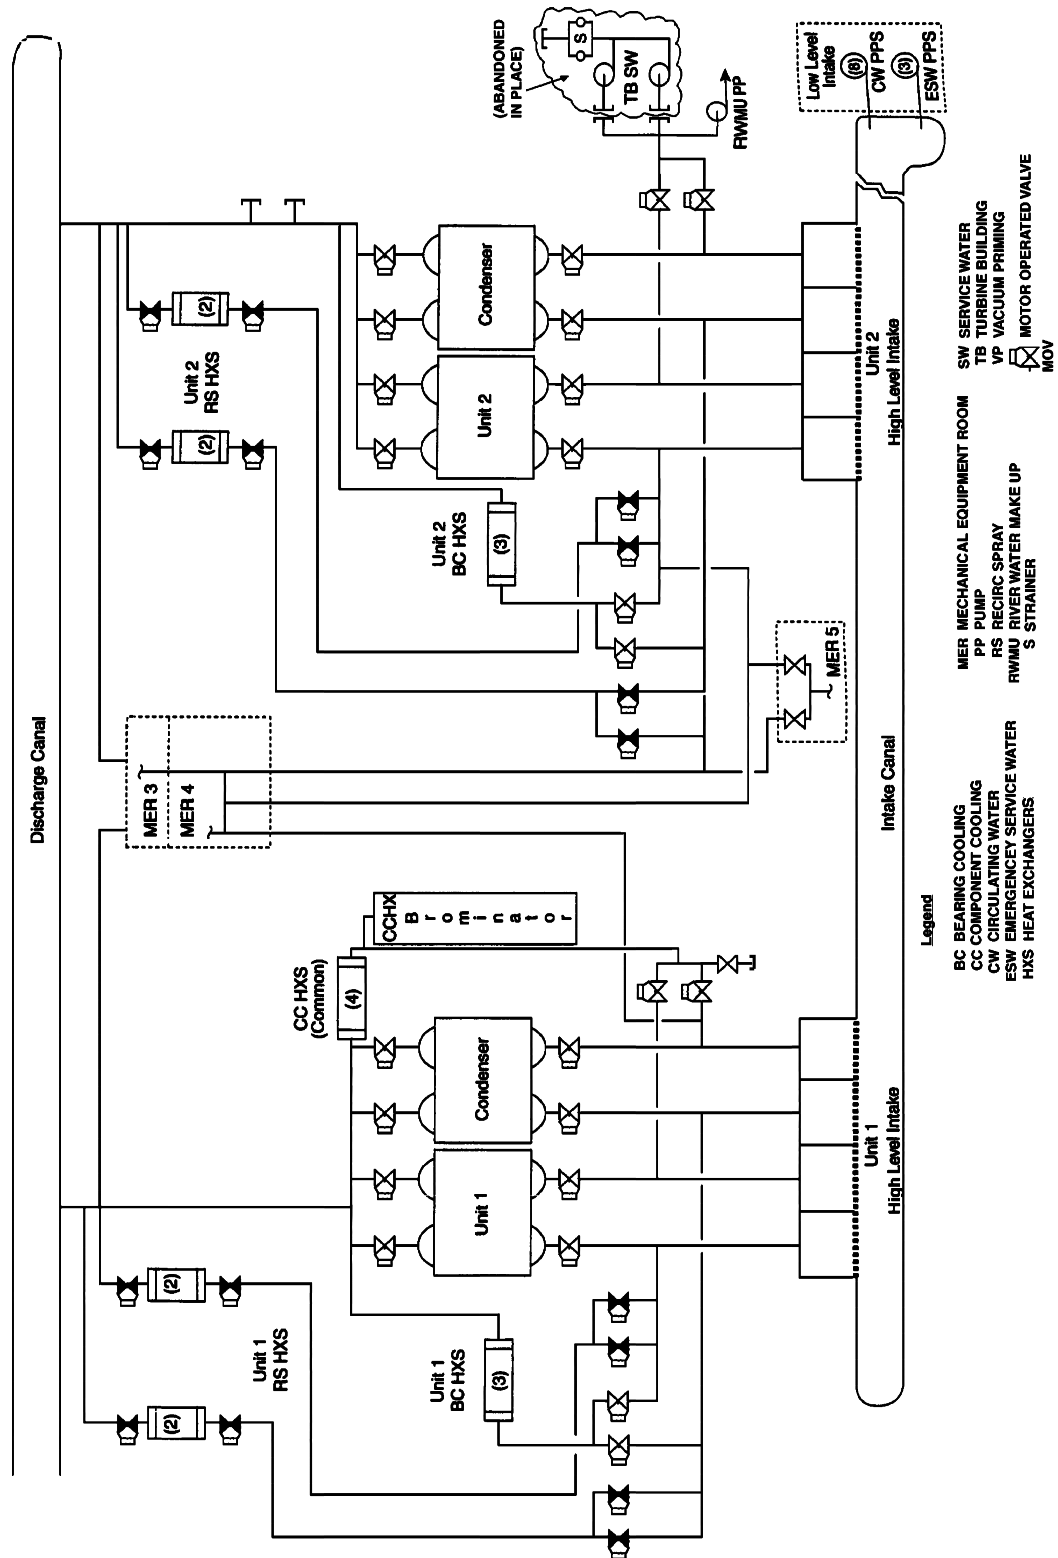 Discharge Canal
MER 3
MER 4
Unit 1
RS HXS
(2)
(2)
Unit 2
RS HXS
(2)
(2)
CC HXS
(Common)
(4)
CCHX
B r o m i n a t o r
Unit 1
BC HXS
(3)
Unit 2
BC HXS
(3)
Unit 1
Condenser
Unit 2
Condenser
(ABANDONED
IN PLACE)
S
TB SW
RWMU PP
MER 5
Low Level
Intake
(8)
CW PPS
(3)
ESW PPS
Unit 1
High Level Intake
Intake Canal
Unit 2
High Level Intake
Legend
BC BEARING COOLING
CC COMPONENT COOLING
CW CIRCULATING WATER
ESW EMERGENCEY SERVICE WATER
HXS HEAT EXCHANGERS
MER MECHANICAL EQUIPMENT ROOM
PP PUMP
RS RECIRC SPRAY
RWMU RIVER WATER MAKE UP
S STRAINER
SW SERVICE WATER
TB TURBINE BUILDING
VP VACUUM PRIMING
MOTOR OPERATED VALVE
MOV